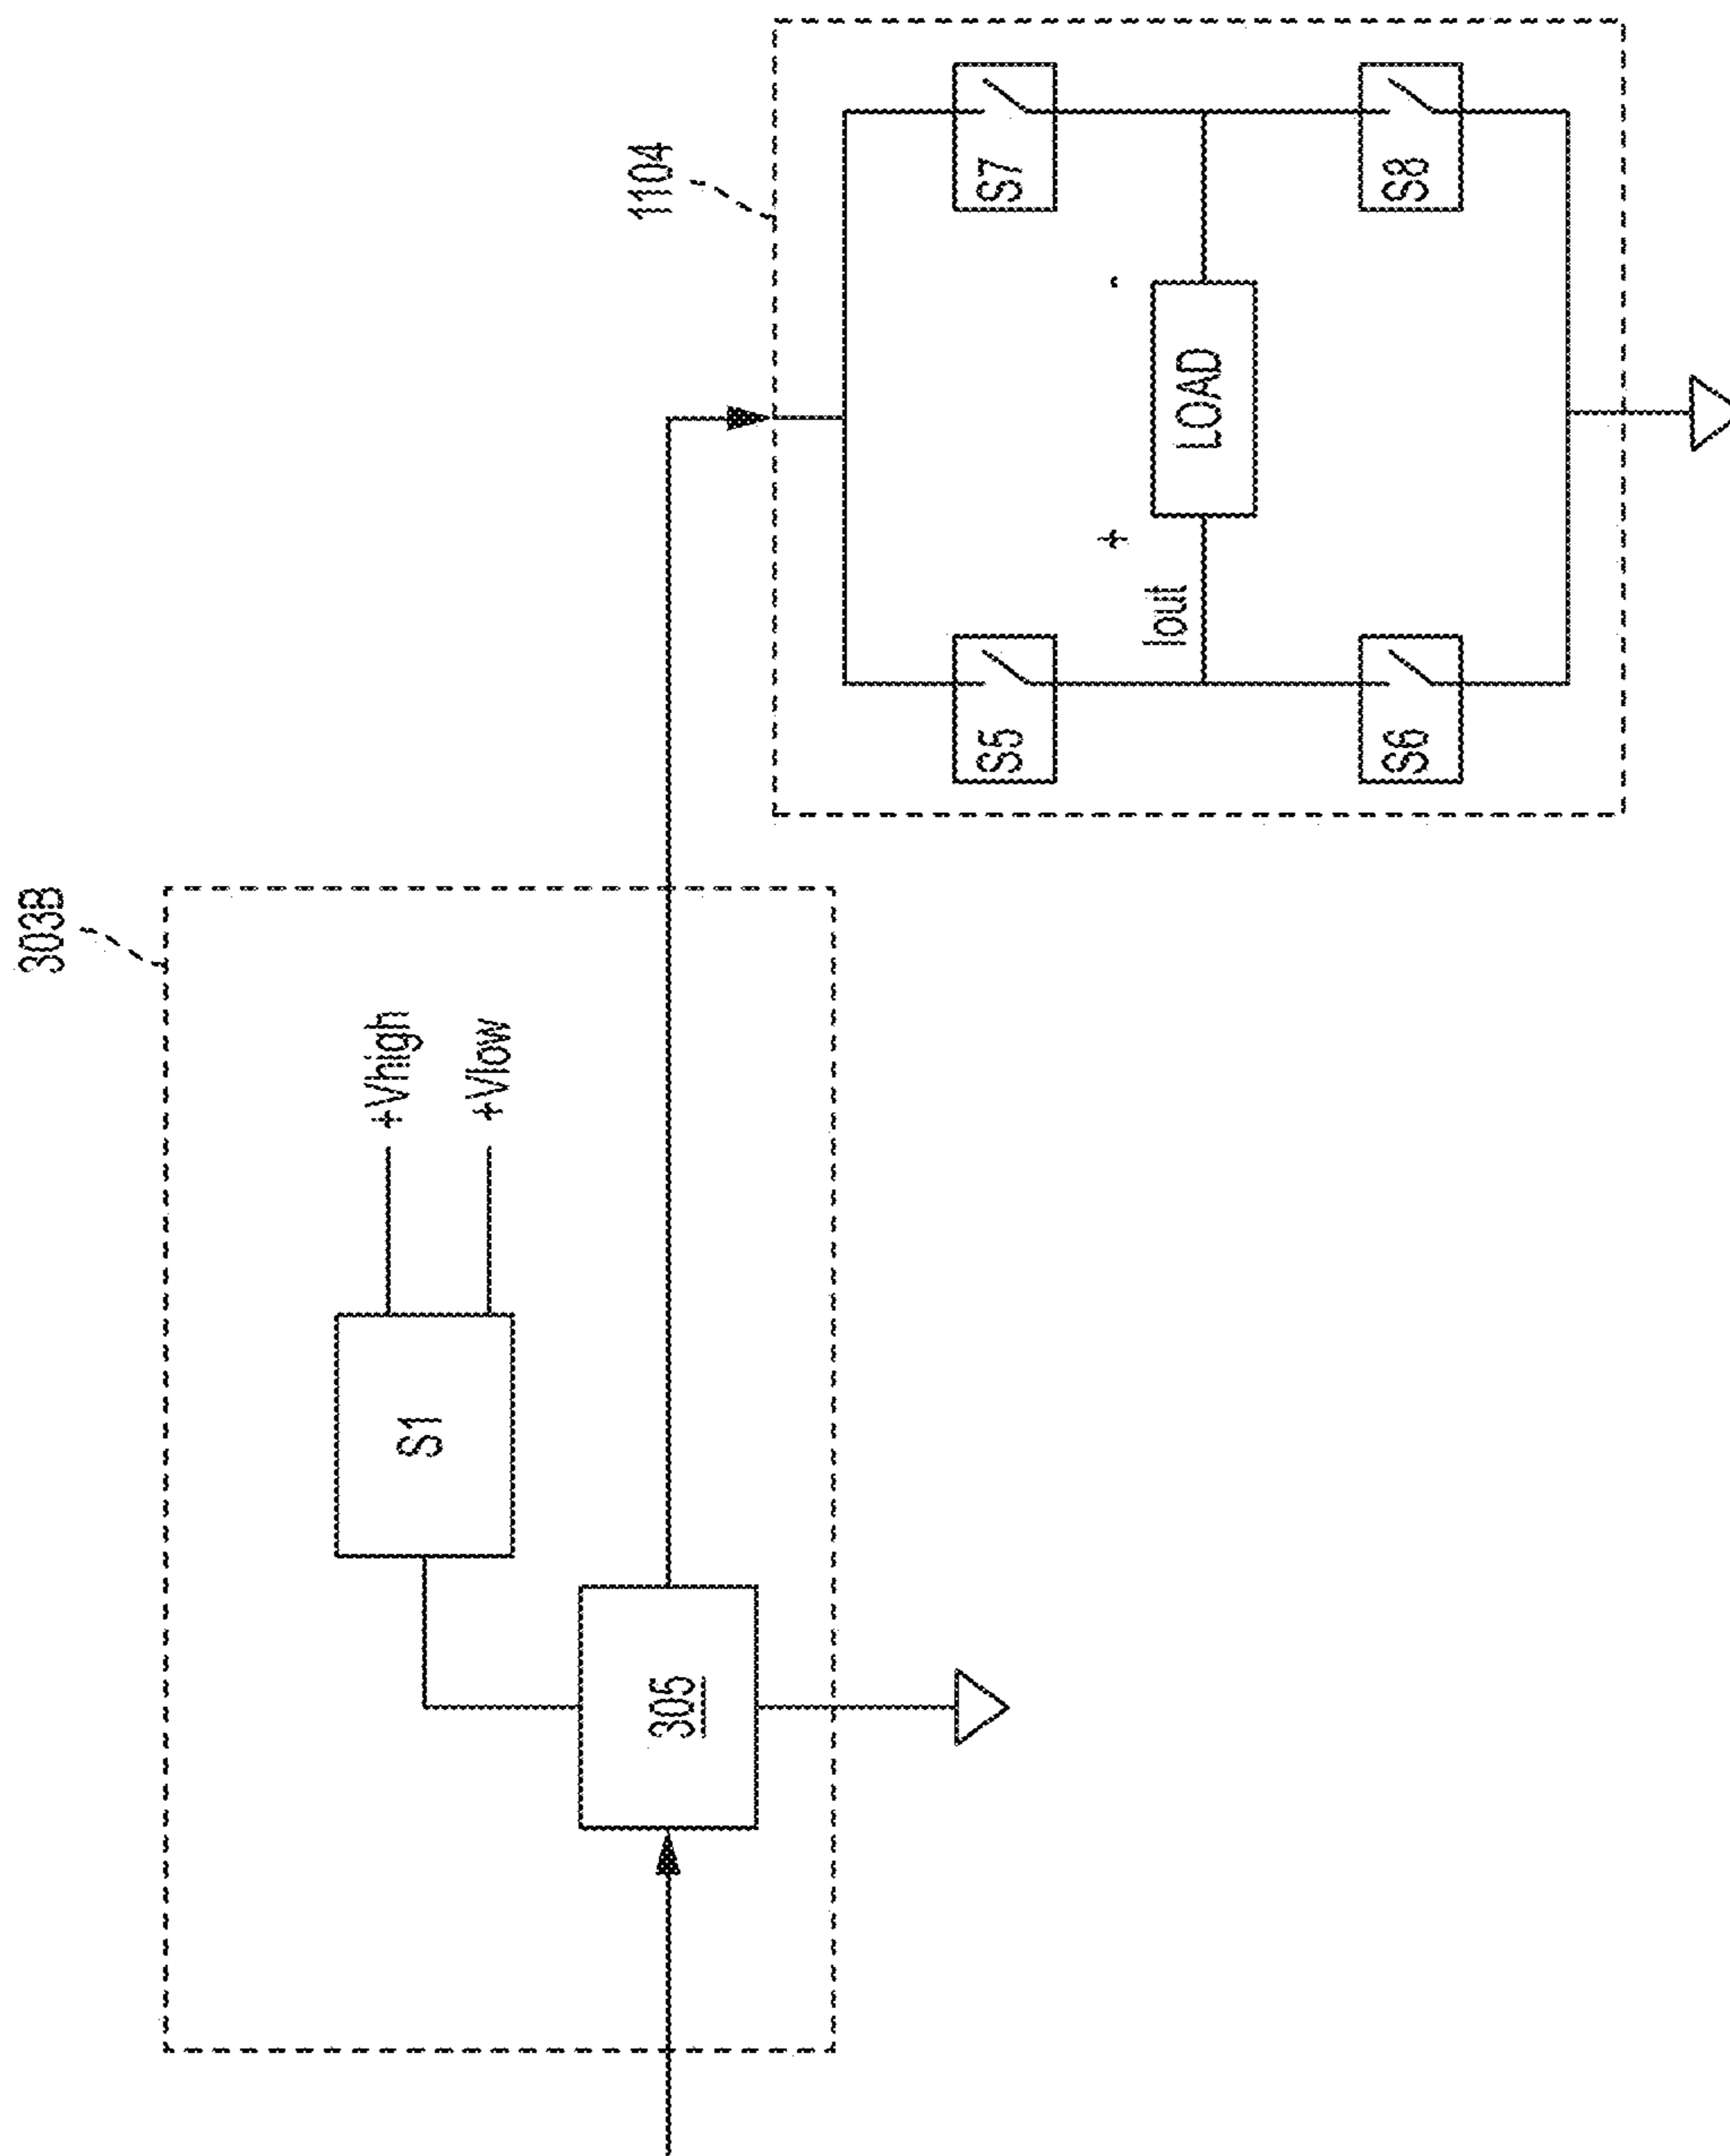 303B
+Vhigh
+Vlow
S1
305
1104
S5
S7
Iout
+
-
LOAD
S6
S8